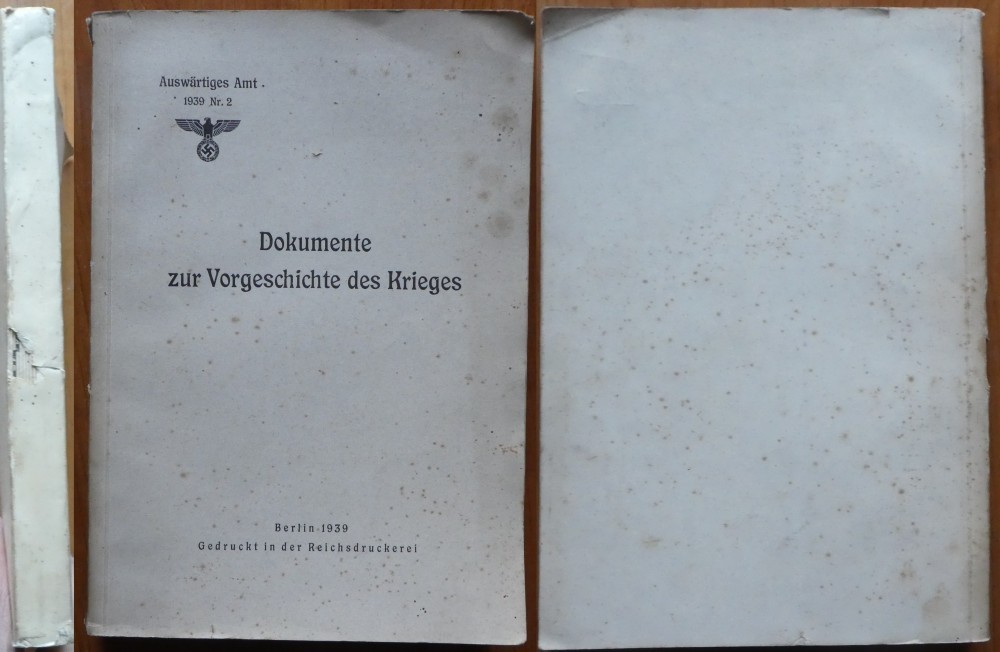 Auswärtiges Amt
1939 Nr. 2
Dokumente
zur Vorgeschichte des Krieges
Berlin 1939
Gedruckt in der Reichsdruckerei